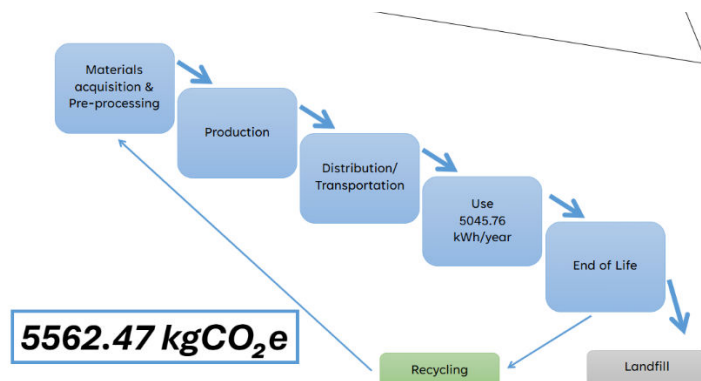 Materials
acquisition &
Pre-processing
Production
Distribution/
Transportation
Use
5045.76
kWh/year
End of Life
5562.47 kgCO₂e
Recycling
Landfill